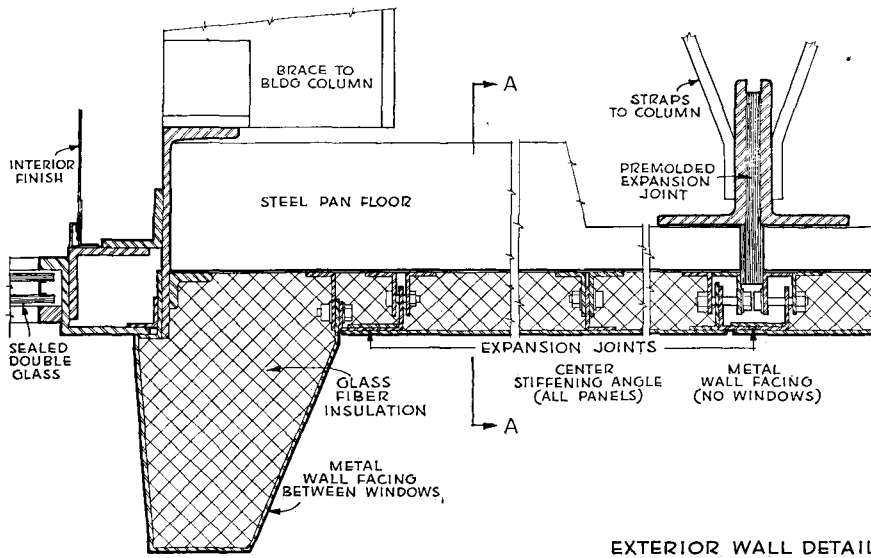 BRACE TO
BLDG COLUMN
A
STRAPS
TO COLUMN
INTERIOR
FINISH
PREMOLDED
EXPANSION
JOINT
STEEL PAN FLOOR
SEALED
DOUBLE
GLASS
EXPANSION JOINTS
GLASS
FIBER
INSULATION
CENTER
STIFFENING ANGLE
(ALL PANELS)
METAL
WALL FACING
(NO WINDOWS)
A
METAL
WALL FACING
BETWEEN WINDOWS
EXTERIOR WALL DETAIL